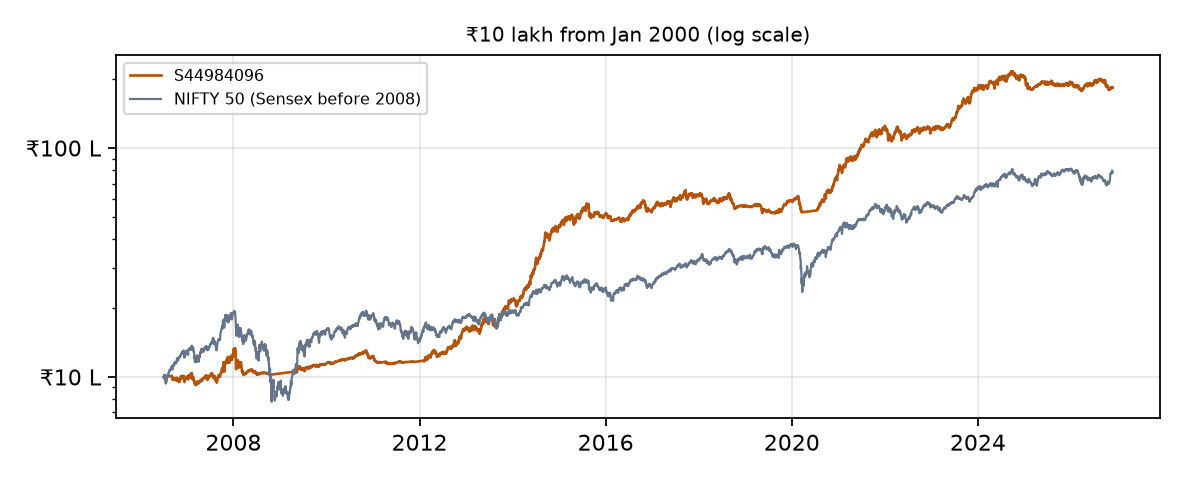 ₹10 lakh from Jan 2000 (log scale)
S44984096
NIFTY 50 (Sensex before 2008)
₹100 L
₹10 L
2008 2012 2016 2020 2024